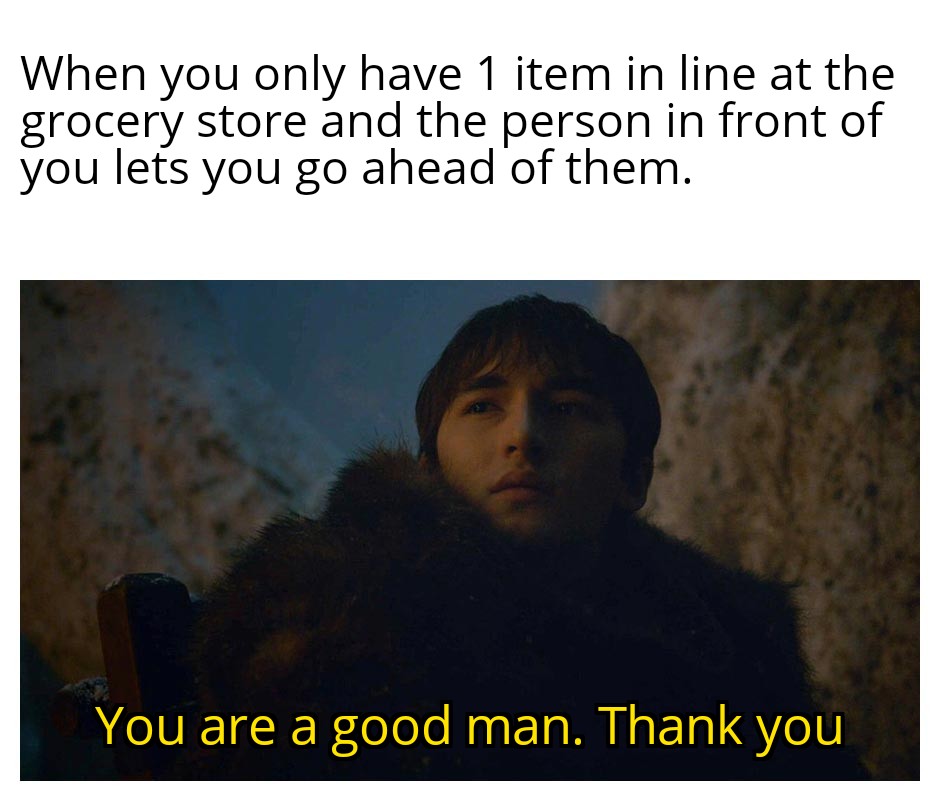 When you only have 1 item in line at the
grocery store and the person in front of
you lets you go ahead of them.
You are a good man. Thank you